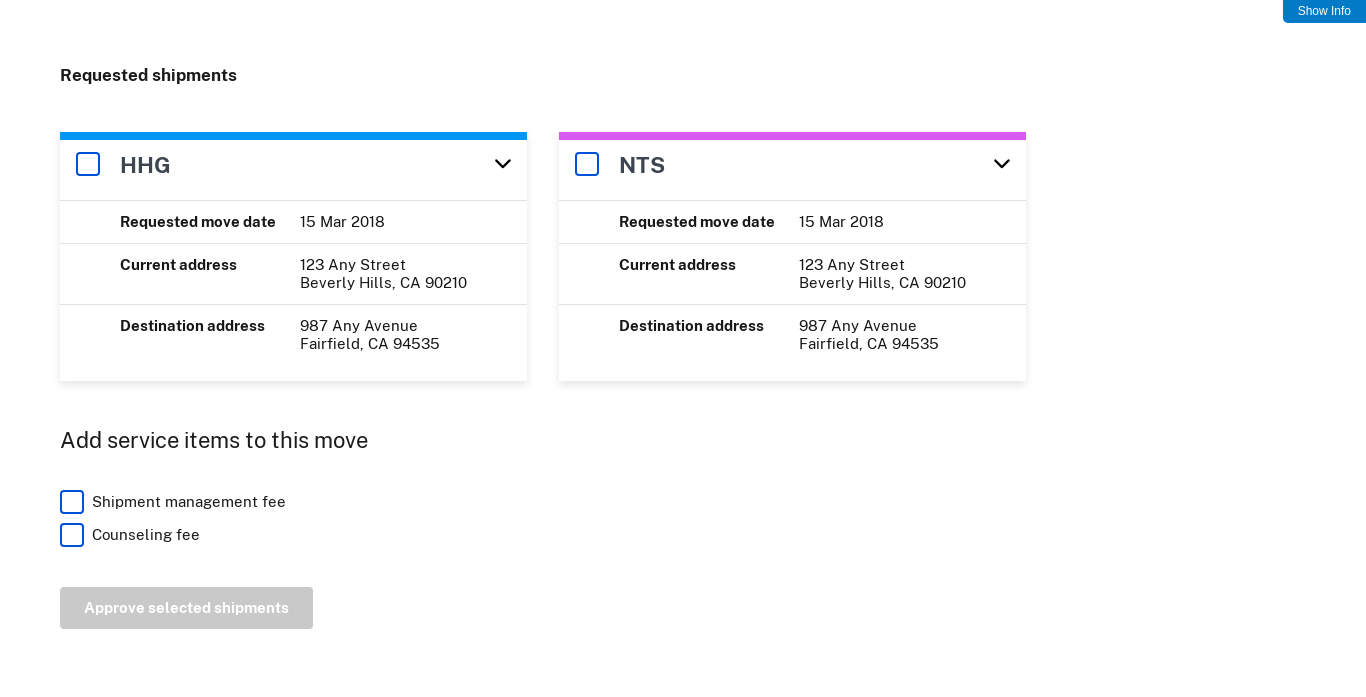 Show Info
Requested shipments
HHG
Requested move date 15 Mar 2018
Current address 123 Any Street
Beverly Hills, CA 90210
Destination address 987 Any Avenue
Fairfield, CA 94535
NTS
Requested move date 15 Mar 2018
Current address 123 Any Street
Beverly Hills, CA 90210
Destination address 987 Any Avenue
Fairfield, CA 94535
Add service items to this move
Shipment management fee
Counseling fee
Approve selected shipments